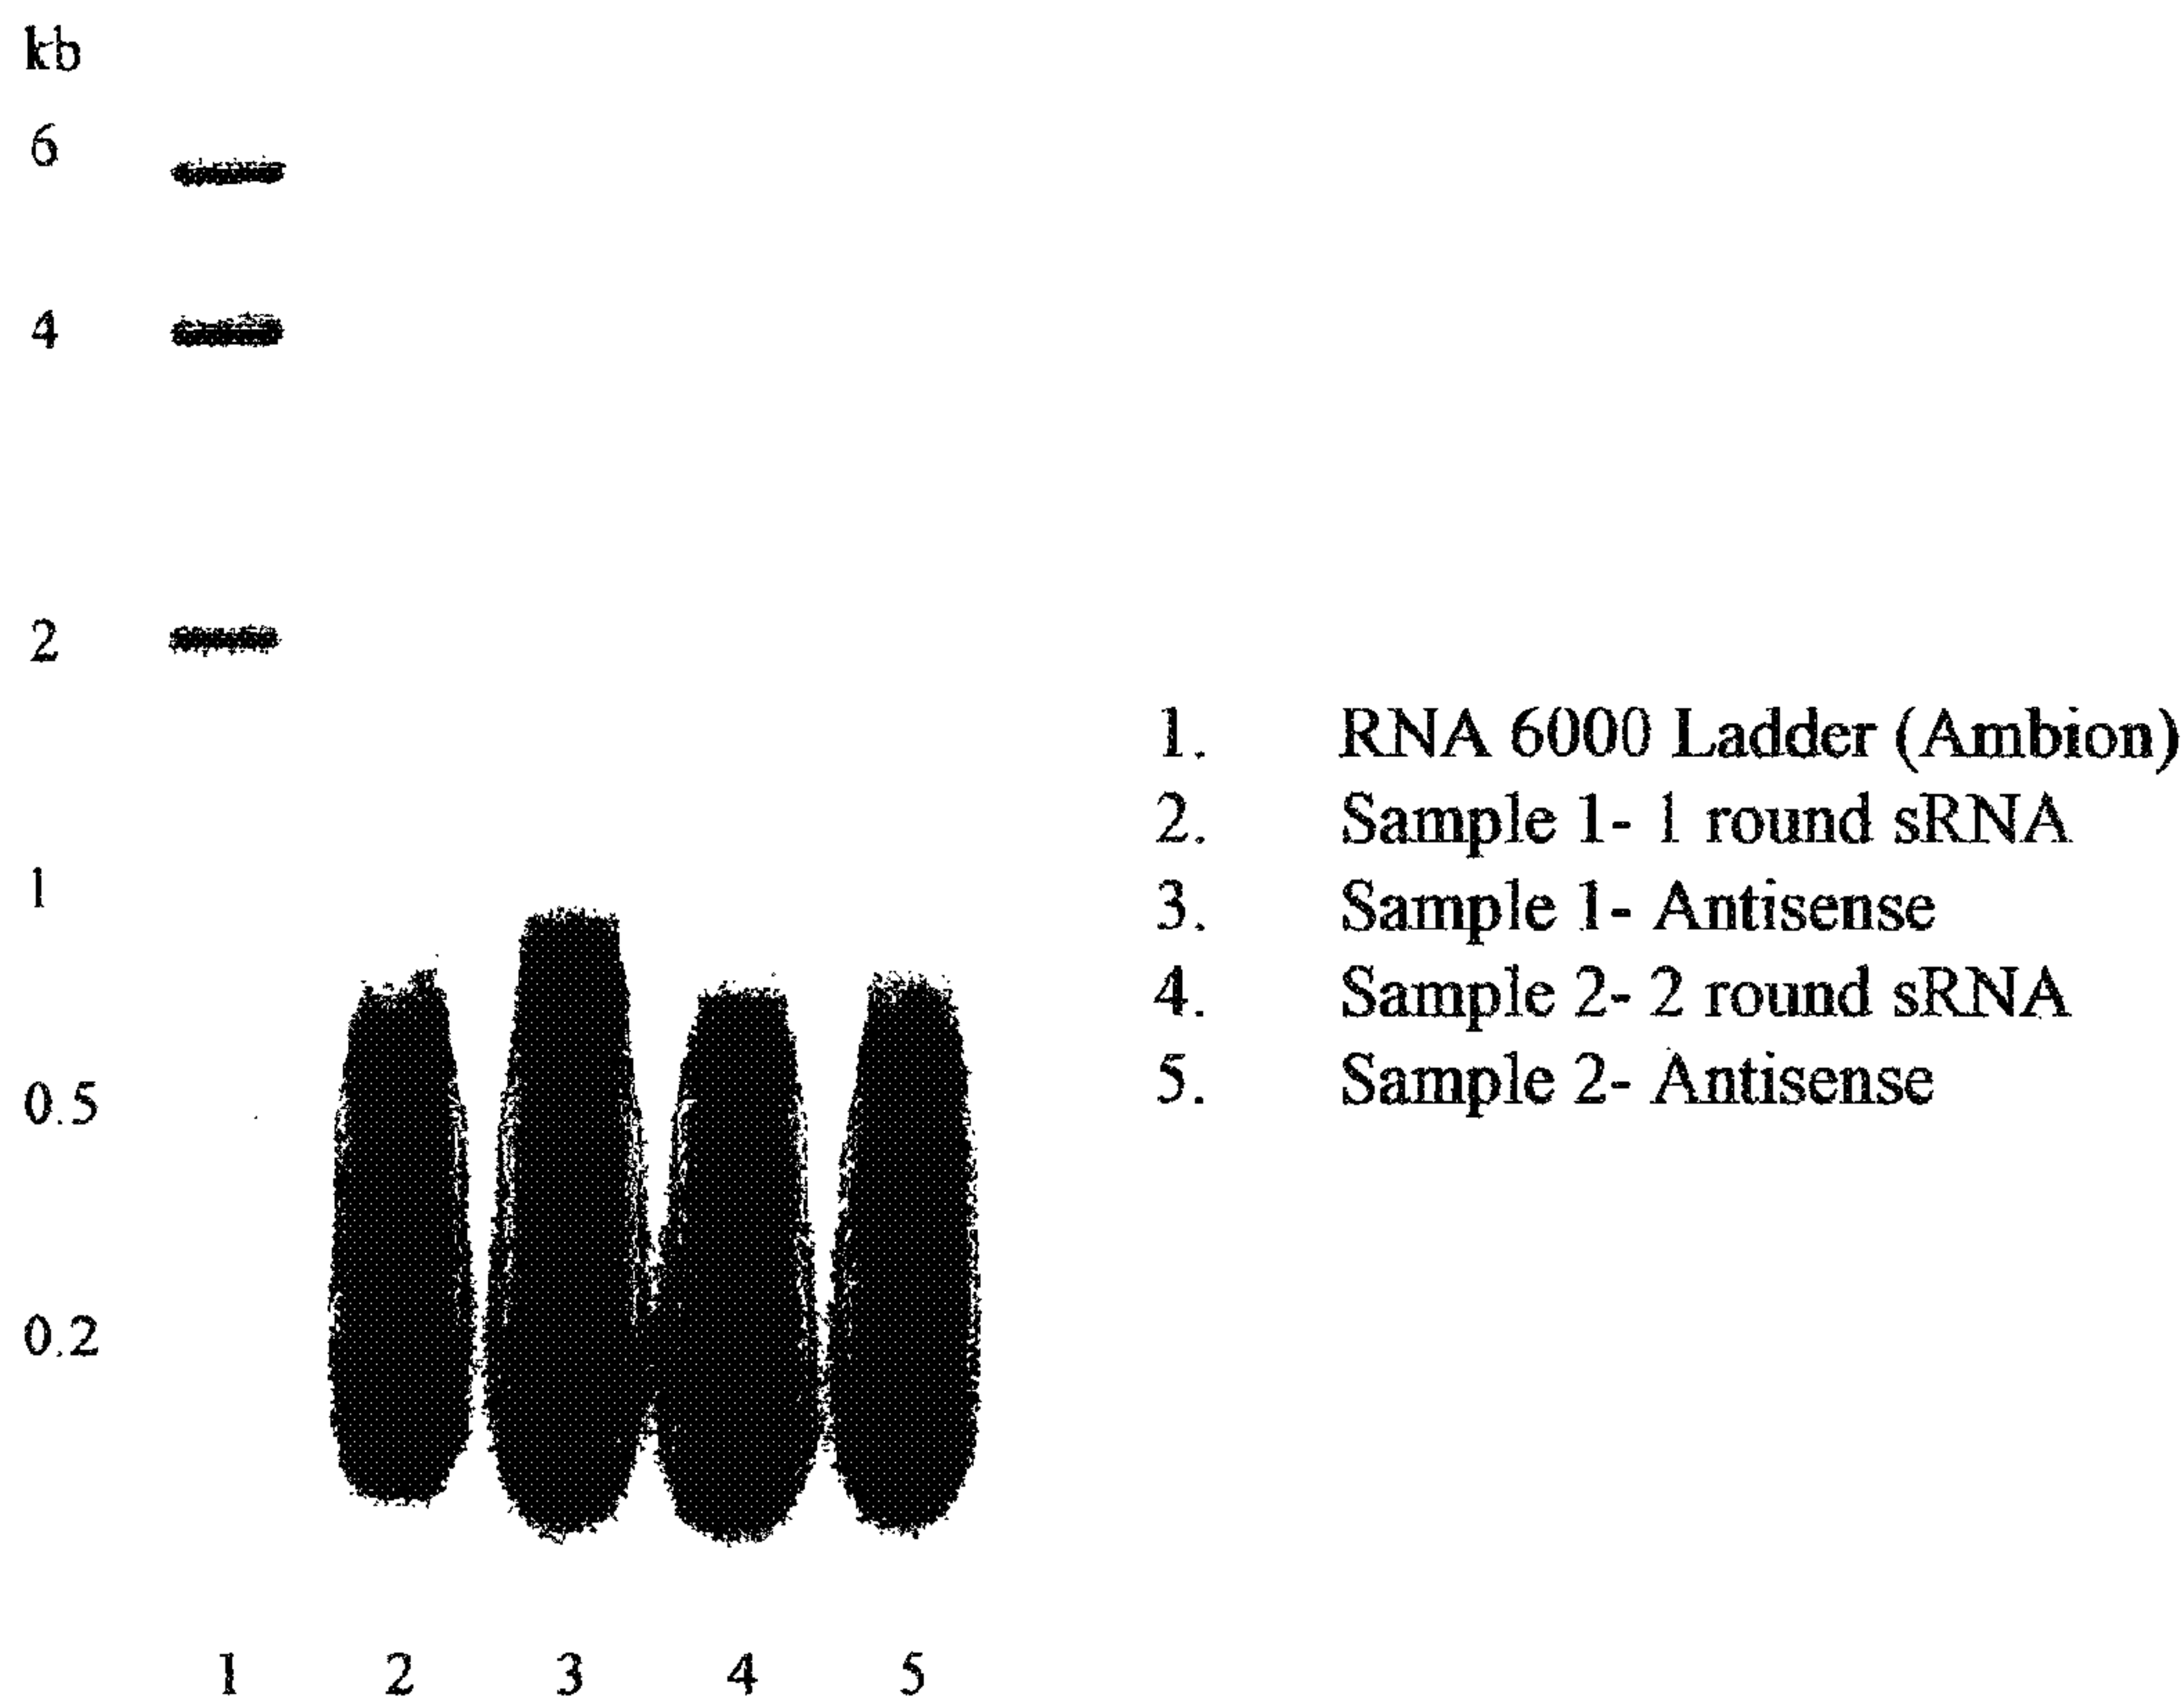 kb
6
4
2
1
0.5
0.2
1. RNA 6000 Ladder (Ambion)
2. Sample 1- 1 round sRNA
3. Sample 1- Antisense
4. Sample 2- 2 round sRNA
5. Sample 2- Antisense
1 2 3 4 5